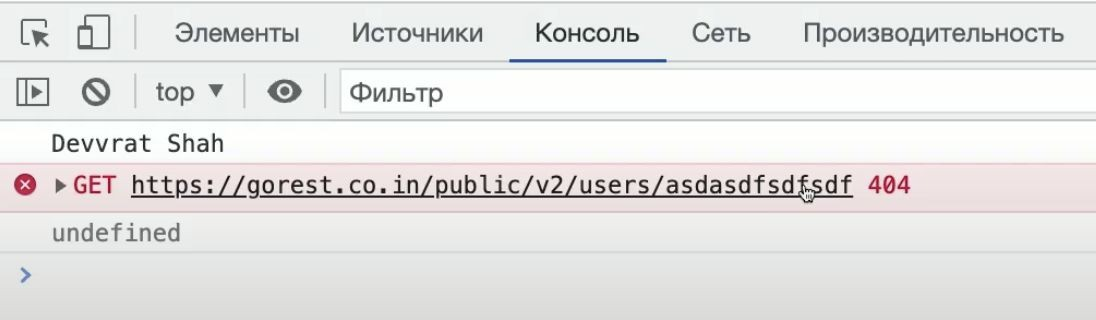 Элементы Источники Консоль Сеть Производительность
top Фильтр
Devvrat Shah
GET https://gorest.co.in/public/v2/users/asdasdfsdfsdf 404
undefined